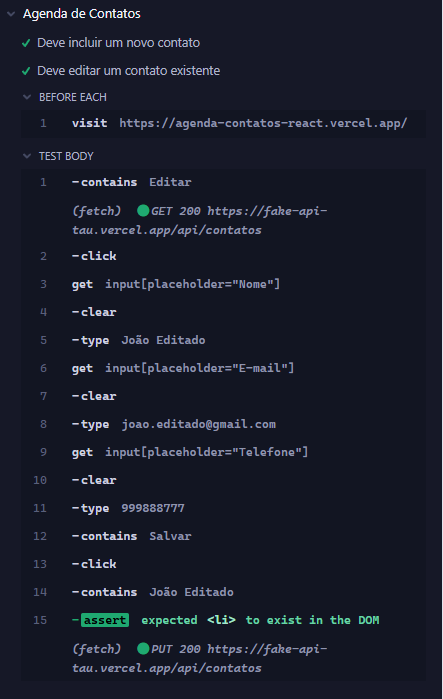 Agenda de Contatos
Deve incluir um novo contato
Deve editar um contato existente
BEFORE EACH
1 visit https://agenda-contatos-react.vercel.app/
TEST BODY
1 -contains Editar
(fetch) GET 200 https://fake-api-
tau.vercel.app/api/contatos
2 -click
3 get input[placeholder="Nome"]
4 -clear
5 -type João Editado
6 get input[placeholder="E-mail"]
7 -clear
8 -type joao.editado@gmail.com
9 get input[placeholder="Telefone"]
10 -clear
11 -type 999888777
12 -contains Salvar
13 -click
14 -contains João Editado
15 -assert expected <li> to exist in the DOM
(fetch) PUT 200 https://fake-api-
tau.vercel.app/api/contatos